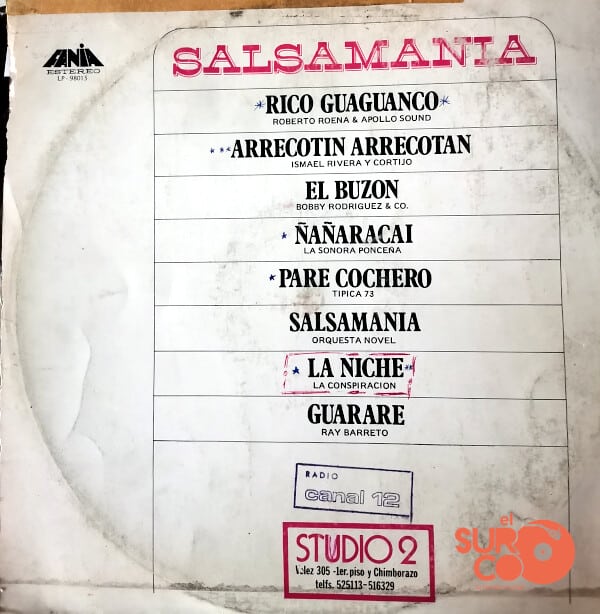 FANIA
ESTEREO
LP - 98015
SALSAMANIA
*RICO GUAGUANCO*
ROBERTO ROENA & APOLLO SOUND
***ARRECOTIN ARRECOTAN
ISMAEL RIVERA Y CORTIJO
EL BUZON
BOBBY RODRIGUEZ & CO.
*ÑAÑARACAI
LA SONORA PONCEÑA
*PARE COCHERO
TIPICA 73
SALSAMANIA
ORQUESTA NOVEL
*LA NICHE**
LA CONSPIRACION
GUARARE
RAY BARRETO
RADIO
canal 12
STUDIO 2
Velez 305 -1er. piso y Chimborazo
telfs. 525113-516329
el
SURCO